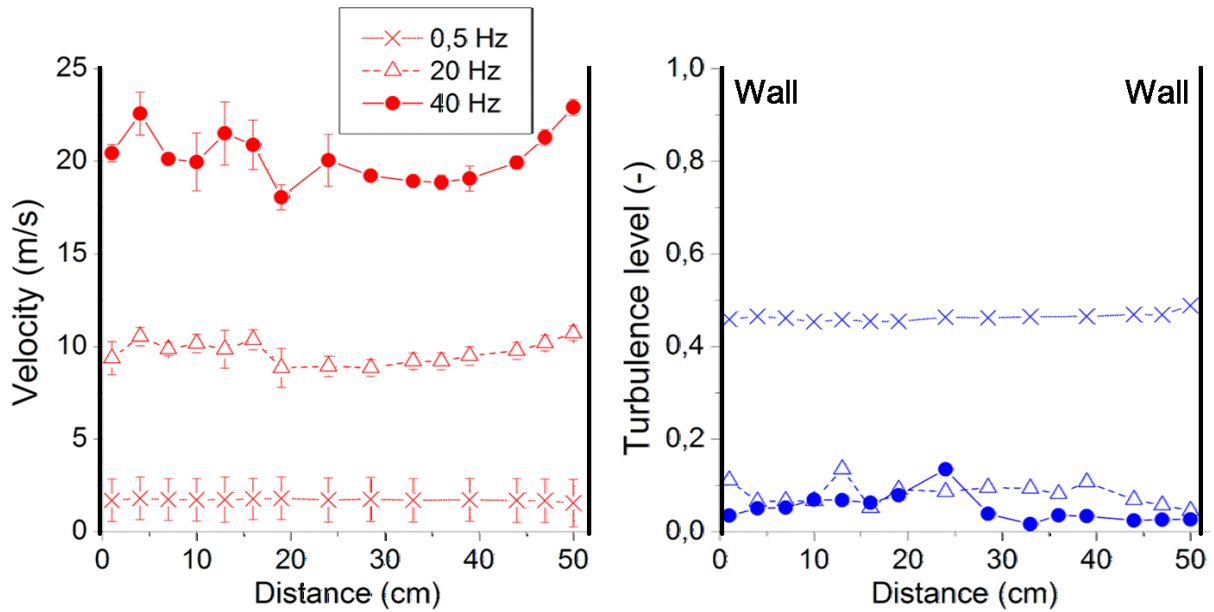 0,5 Hz
20 Hz
40 Hz
25
20
15
10
5
0
Velocity (m/s)
0 10 20 30 40 50
Distance (cm)
Wall Wall
1,0
0,8
0,6
0,4
0,2
0,0
Turbulence level (-)
0 10 20 30 40 50
Distance (cm)